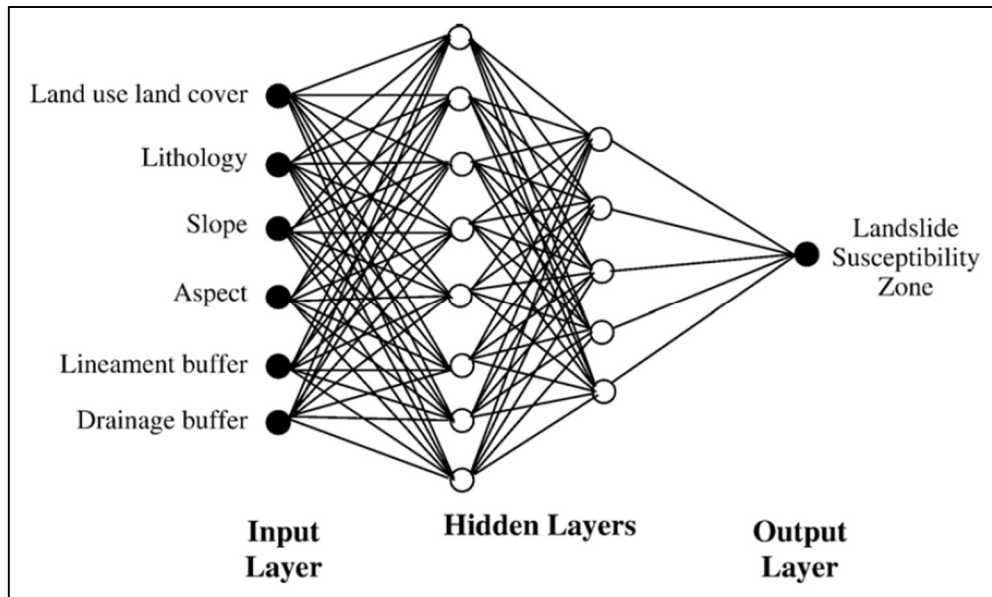 Land use land cover
Lithology
Slope
Aspect
Lineament buffer
Drainage buffer
Landslide
Susceptibility
Zone
Input
Layer
Hidden Layers
Output
Layer